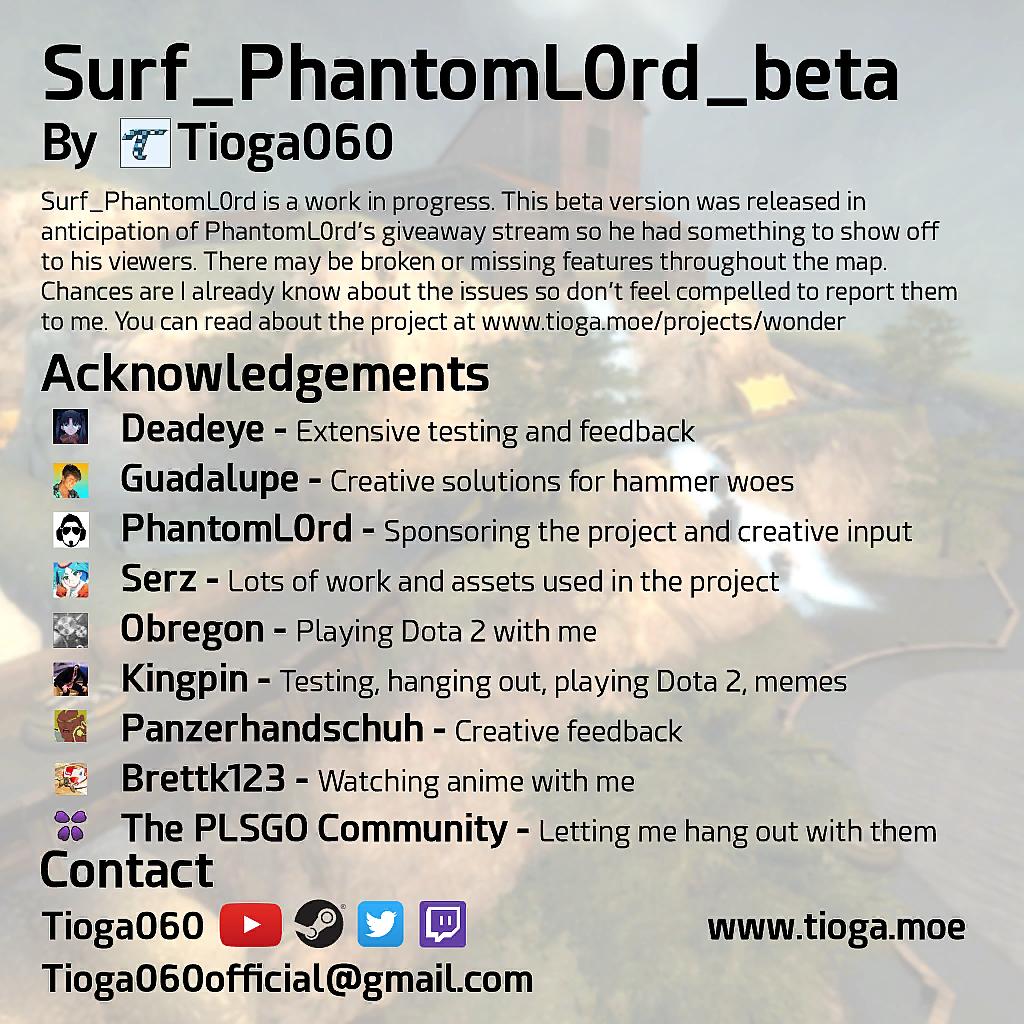 Surf_PhantomL0rd_beta
By Tioga060
Surf_PhantomL0rd is a work in progress. This beta version was released in
anticipation of PhantomL0rd's giveaway stream so he had something to show off
to his viewers. There may be broken or missing features throughout the map.
Chances are I already know about the issues so don't feel compelled to report them
to me. You can read about the project at www.tioga.moe/projects/wonder
Acknowledgements
Deadeye - Extensive testing and feedback
Guadalupe - Creative solutions for hammer woes
PhantomL0rd - Sponsoring the project and creative input
Serz - Lots of work and assets used in the project
Obregon - Playing Dota 2 with me
Kingpin - Testing, hanging out, playing Dota 2, memes
Panzerhandschuh - Creative feedback
Brettk123 - Watching anime with me
The PLSGO Community - Letting me hang out with them
Contact
Tioga060 www.tioga.moe
Tioga060official@gmail.com